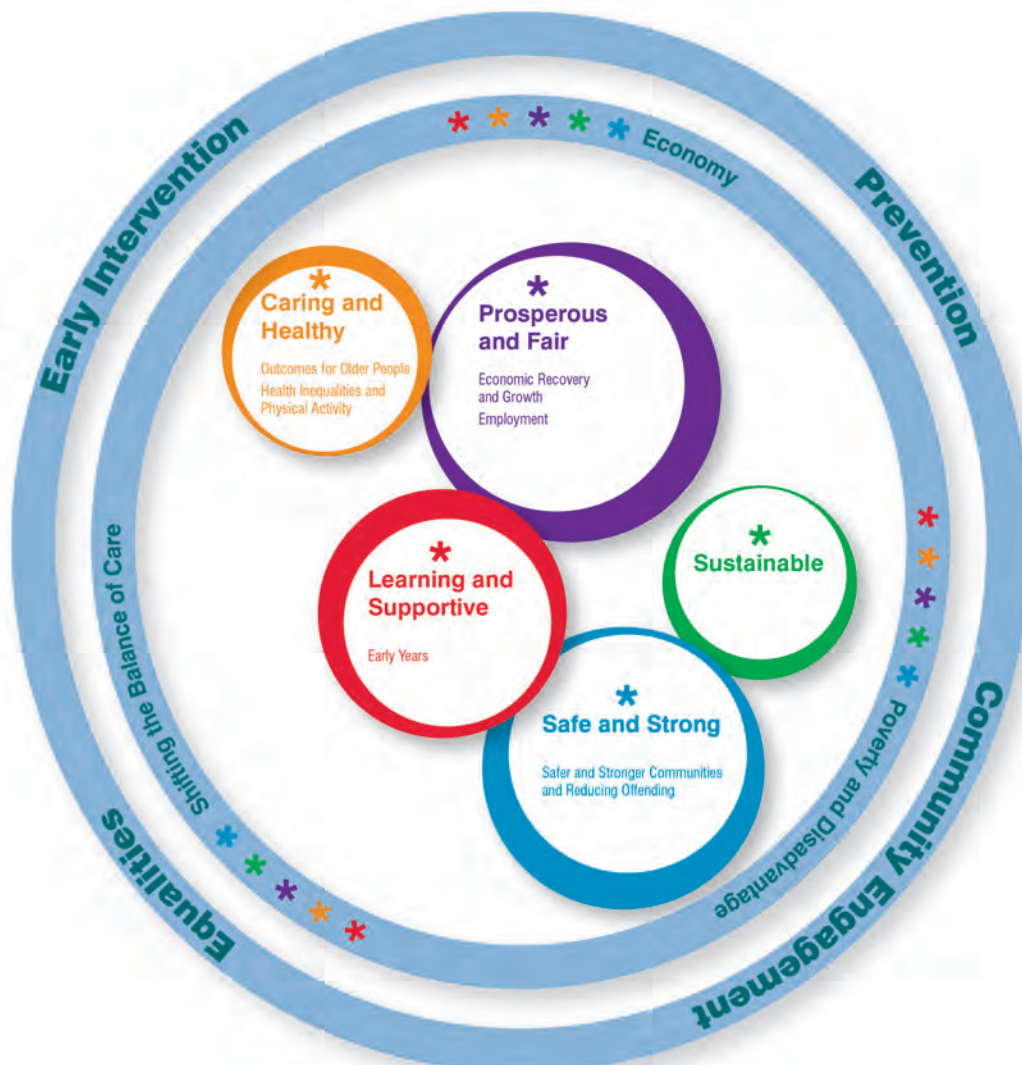 Early Intervention
Prevention
Economy
Caring and
Healthy
Outcomes for Older People
Health Inequalities and
Physical Activity
Prosperous
and Fair
Economic Recovery
and Growth
Employment
Learning and
Supportive
Early Years
Sustainable
Safe and Strong
Safer and Stronger Communities
and Reducing Offending
Shifting the Balance of Care
Poverty and Disadvantage
Equalities
Community Engagement